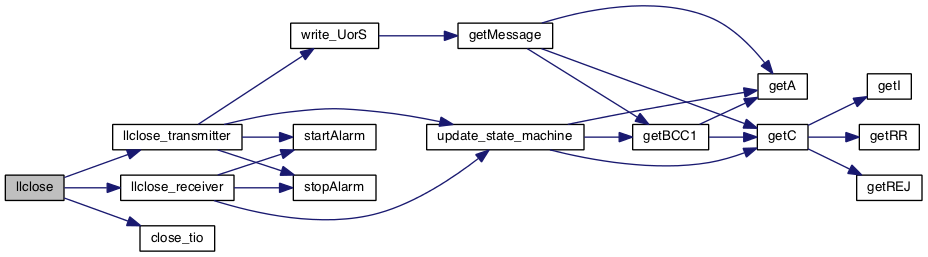 llclose
llclose_transmitter
llclose_receiver
close_tio
write_UorS
startAlarm
stopAlarm
getMessage
update_state_machine
getBCC1
getA
getC
getI
getRR
getREJ